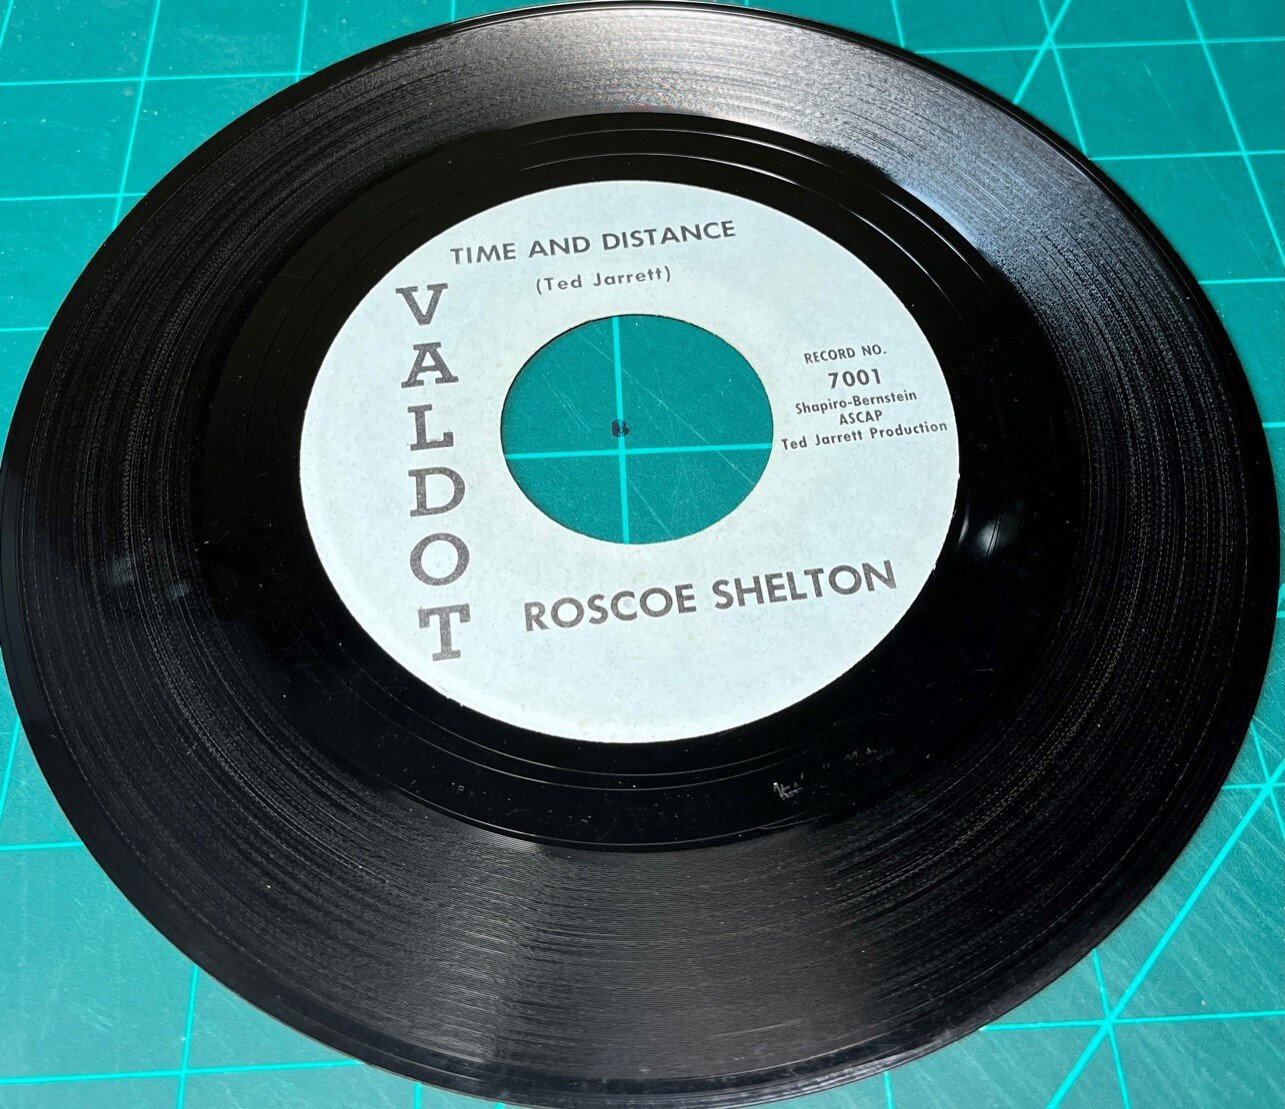 TIME AND DISTANCE
(Ted Jarrett)
VALDOT
RECORD NO.
7001
Shapiro-Bernstein
ASCAP
Ted Jarrett Production
ROSCOE SHELTON